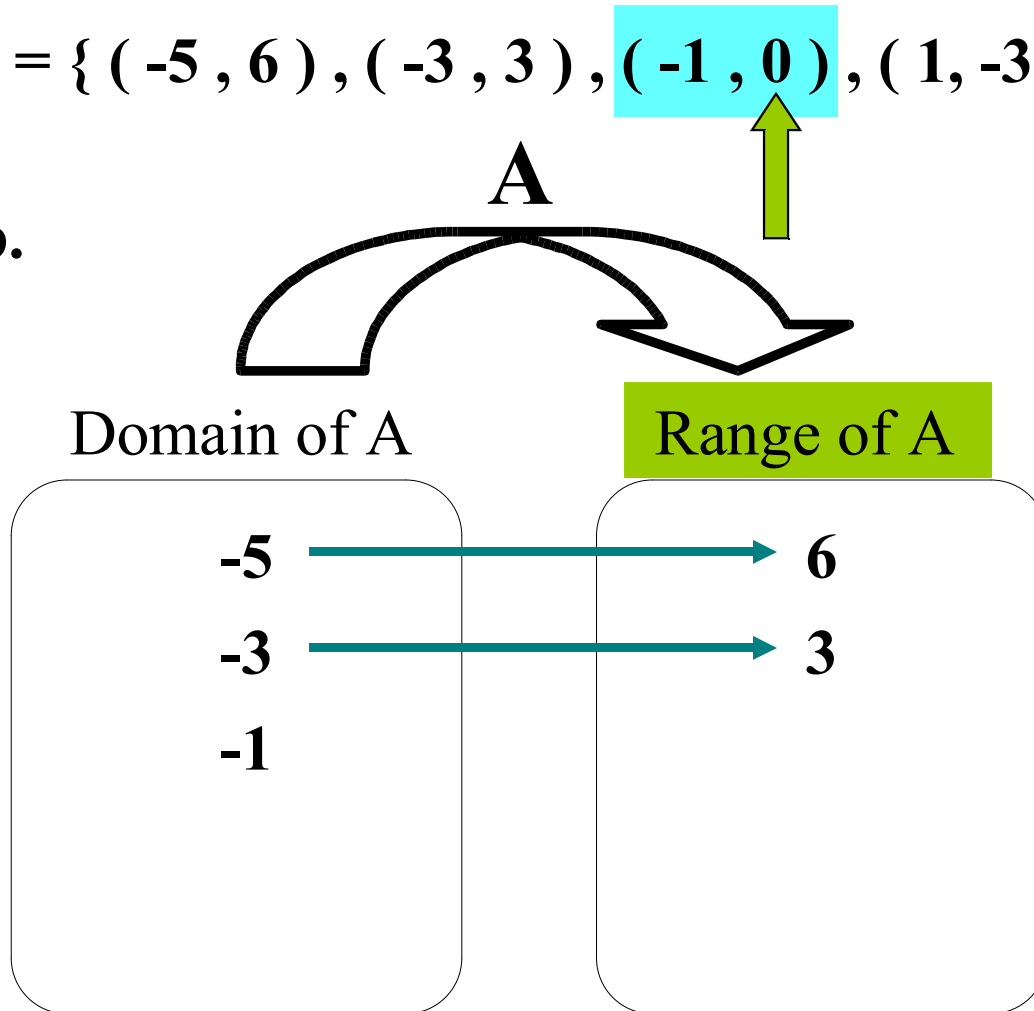 = { ( -5 , 6 ) , ( -3 , 3 ) , ( -1 , 0 ) , ( 1, -3
A
Domain of A Range of A
-5 6
-3 3
-1